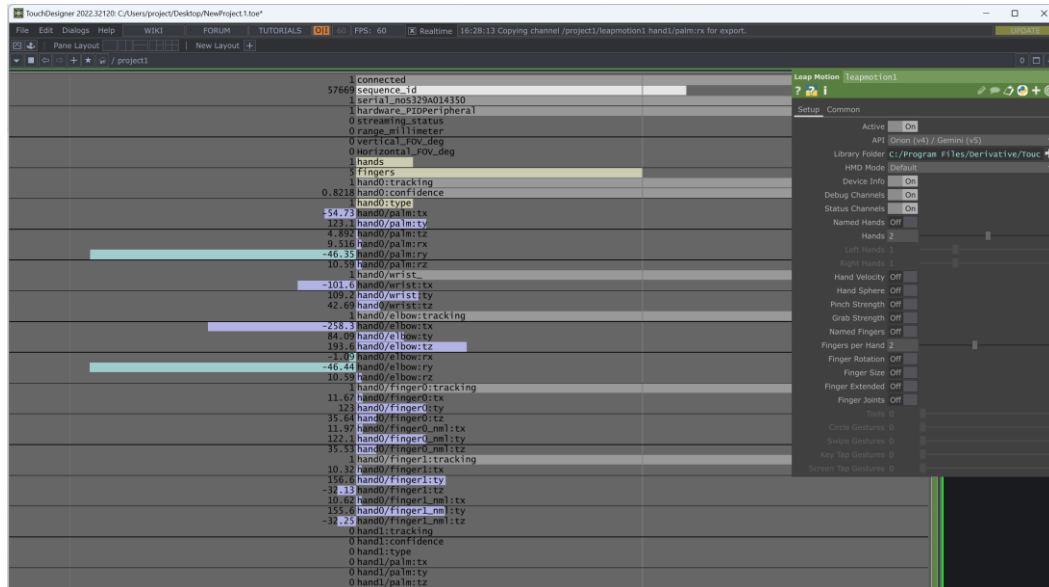 TouchDesigner 2022.32120: C:/Users/project/Desktop/NewProject.1.toe*
File Edit Dialogs Help WIKI FORUM TUTORIALS O|I 60 FPS: 60 Realtime 16:28:13 Copying channel /project1/leapmotion1 hand1/palm:rx for export. UPDATE
Pane Layout New Layout +
/ project1 0
1 connected
57669 sequence_id
1 serial_noS329A014350
1 hardware_PIDPeripheral
0 streaming_status
0 range_millimeter
0 vertical_FOV_deg
0 Horizontal_FOV_deg
1 hands
5 fingers
1 hand0:tracking
0.8218 hand0:confidence
1 hand0:type
-54.73 hand0/palm:tx
123.1 hand0/palm:ty
4.892 hand0/palm:tz
9.516 hand0/palm:rx
-46.35 hand0/palm:ry
10.59 hand0/palm:rz
1 hand0/wrist_
-101.6 hand0/wrist:tx
109.2 hand0/wrist:ty
42.69 hand0/wrist:tz
1 hand0/elbow:tracking
-258.3 hand0/elbow:tx
84.09 hand0/elbow:ty
193.6 hand0/elbow:tz
-1.09 hand0/elbow:rx
-46.44 hand0/elbow:ry
10.59 hand0/elbow:rz
1 hand0/finger0:tracking
11.67 hand0/finger0:tx
123 hand0/finger0:ty
35.64 hand0/finger0:tz
11.97 hand0/finger0_nml:tx
122.1 hand0/finger0_nml:ty
35.53 hand0/finger0_nml:tz
1 hand0/finger1:tracking
10.32 hand0/finger1:tx
156.6 hand0/finger1:ty
-32.13 hand0/finger1:tz
10.62 hand0/finger1_nml:tx
155.6 hand0/finger1_nml:ty
-32.25 hand0/finger1_nml:tz
0 hand1:tracking
0 hand1:confidence
0 hand1:type
0 hand1/palm:tx
0 hand1/palm:ty
0 hand1/palm:tz
Leap Motion leapmotion1
? i
Setup Common
Active On
API Orion (v4) / Gemini (v5)
Library Folder C:/Program Files/Derivative/Touc
HMD Mode Default
Device Info On
Debug Channels On
Status Channels On
Named Hands Off
Hands 2
Left Hands 1
Right Hands 1
Hand Velocity Off
Hand Sphere Off
Pinch Strength Off
Grab Strength Off
Named Fingers Off
Fingers per Hand 2
Finger Rotation Off
Finger Size Off
Finger Extended Off
Finger Joints Off
Tools 0
Circle Gestures 0
Swipe Gestures 0
Key Tap Gestures 0
Screen Tap Gestures 0